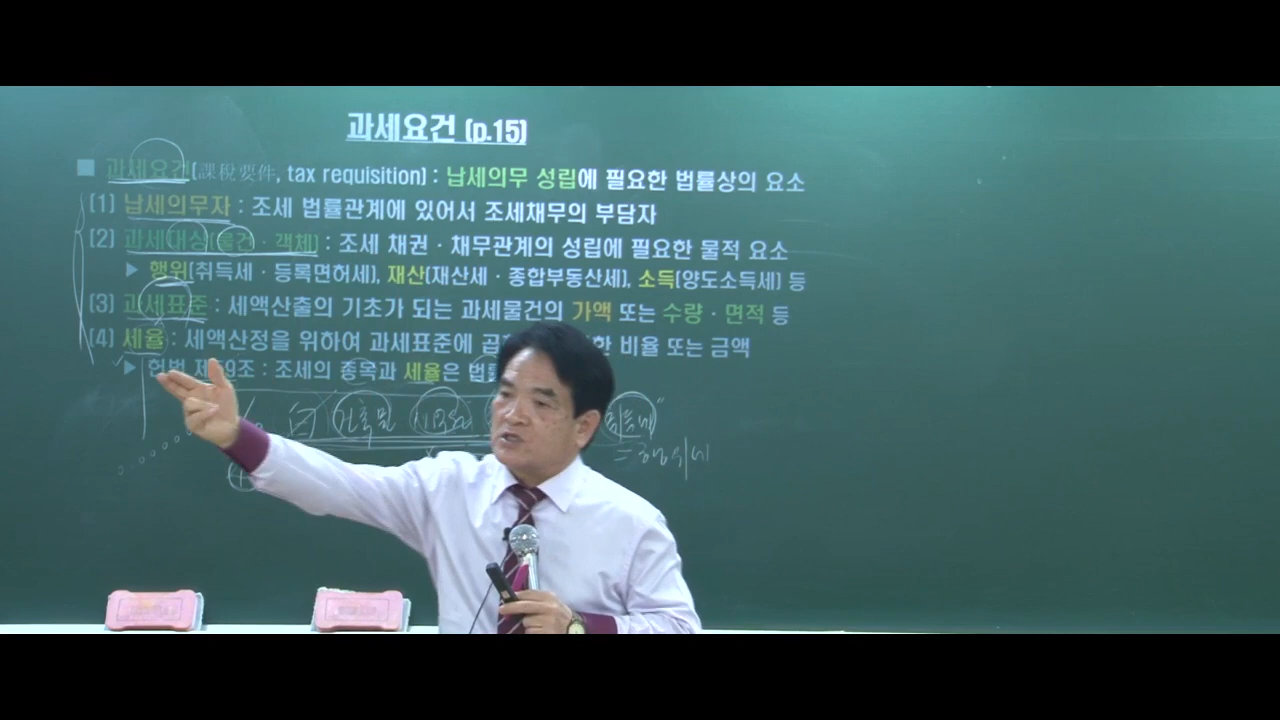 과세요건 (p.15)
■ 과세요건(課稅要件, tax requisition) : 납세의무 성립에 필요한 법률상의 요소
(1) 납세의무자 : 조세 법률관계에 있어서 조세채무의 부담자
(2) 과세대상(물건 · 객체) : 조세 채권 · 채무관계의 성립에 필요한 물적 요소
▶ 행위(취득세 · 등록면허세), 재산(재산세 · 종합부동산세), 소득(양도소득세) 등
(3) 과세표준 : 세액산출의 기초가 되는 과세물건의 가액 또는 수량 · 면적 등
(4) 세율 : 세액산정을 위하여 과세표준에 비율 또는 금액
▶ 헌법 : 조세의 종목과 세율은
건축물